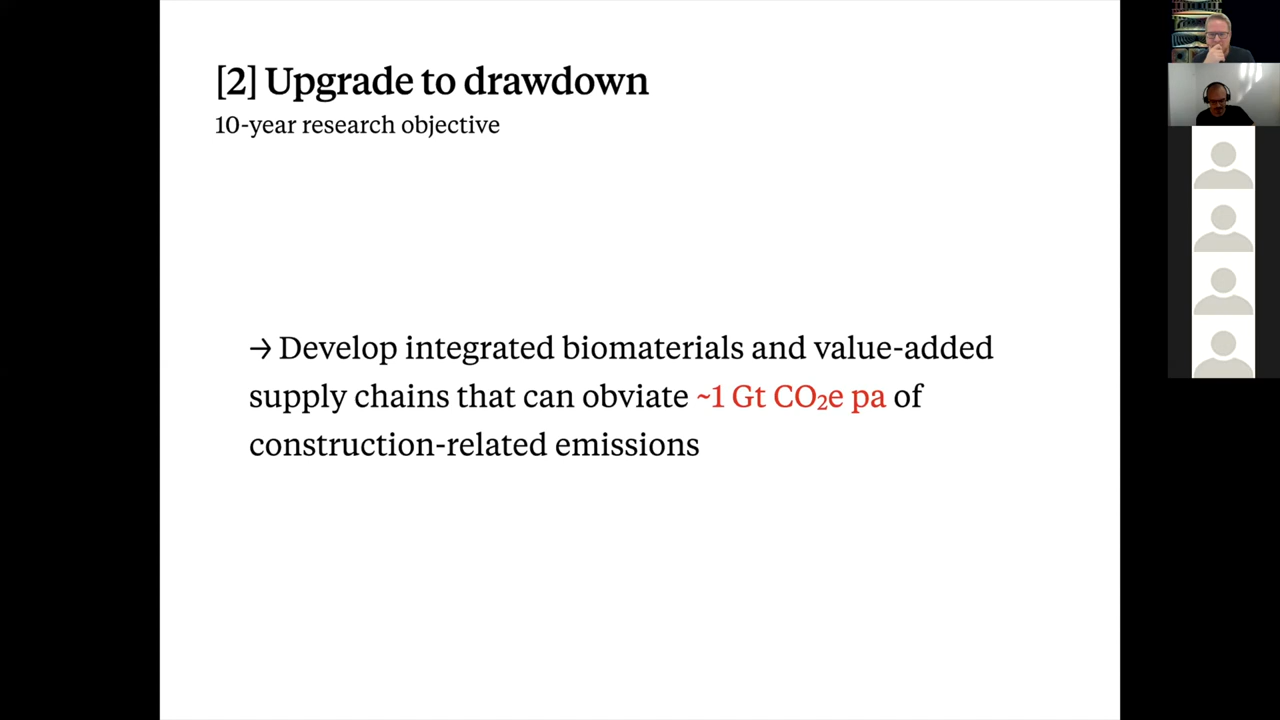 [2] Upgrade to drawdown
10-year research objective
→ Develop integrated biomaterials and value-added
supply chains that can obviate ~1 Gt CO₂e pa of
construction-related emissions